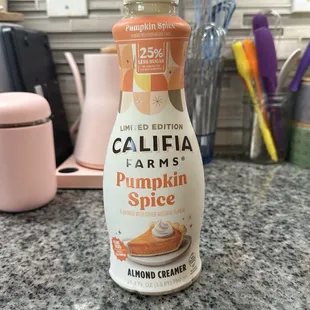 Pumpkin Spice
25%
LESS SUGAR
LIMITED EDITION
CALIFIA
FARMS®
Pumpkin
Spice
ALMOND CREAMER